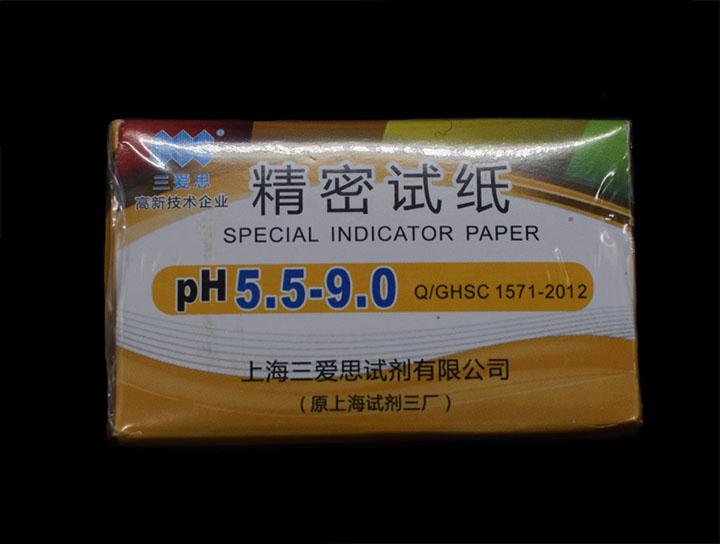 三爱思
高新技术企业
精密试纸
SPECIAL INDICATOR PAPER
pH 5.5-9.0 Q/GHSC 1571-2012
上海三爱思试剂有限公司
(原上海试剂三厂)